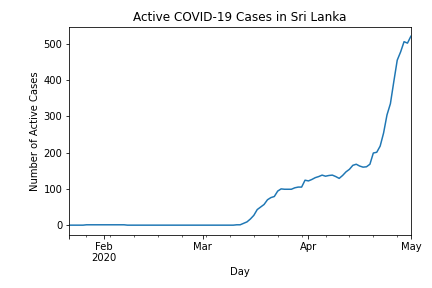 Active COVID-19 Cases in Sri Lanka
Number of Active Cases
500
400
300
200
100
0
Feb
2020
Mar
Apr
May
Day